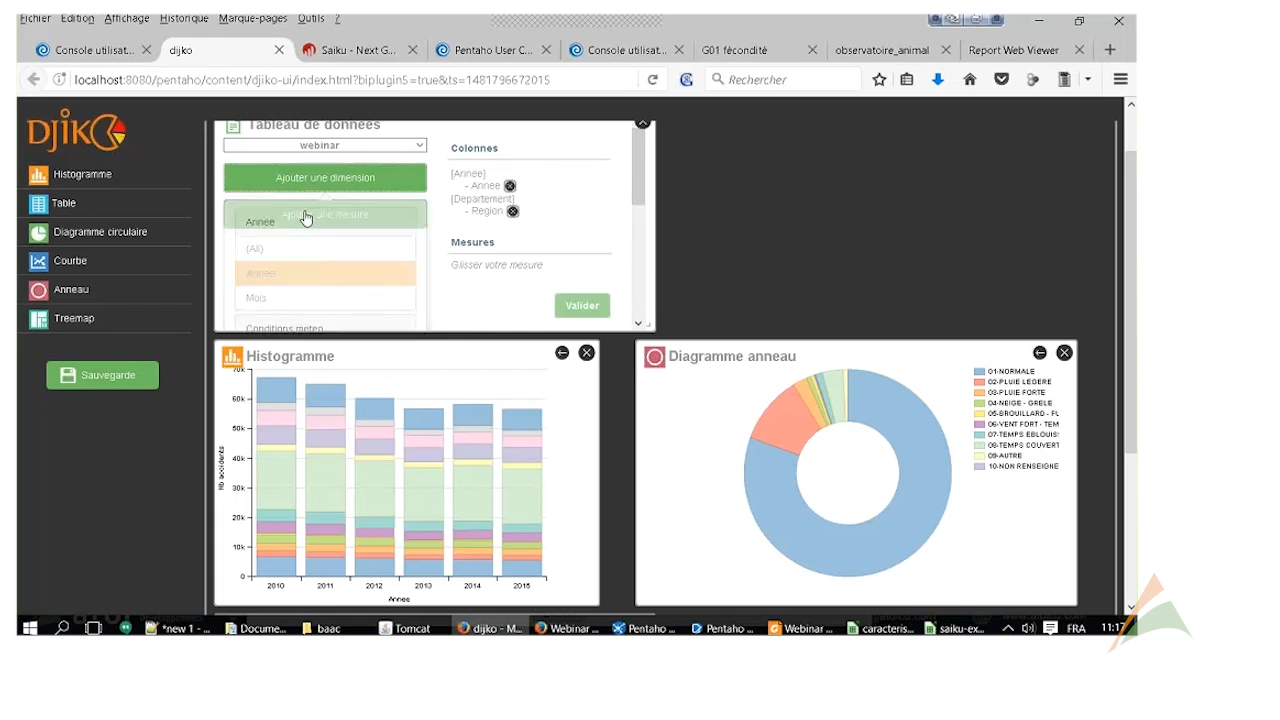 Fichier Edition Affichage Historique Marque-pages Outils ?
Console utilisat... dijko Saiku - Next G... Pentaho User C... Console utilisat... G01 fécondité observatoire_animal Report Web Viewer
localhost:8080/pentaho/content/djiko-ui/index.html?biplugin5=true&ts=1481796672015 Rechercher
DJIKO
Histogramme
Table
Diagramme circulaire
Courbe
Anneau
Treemap
Sauvegarde
Tableau de données
webinar
Ajouter une dimension
Ajouter une mesure
Annee
(All)
Annee
Mois
Conditions meteo
Colonnes
[Annee]
- Annee
[Departement]
- Region
Mesures
Glisser votre mesure
Valider
Histogramme
70k
60k
50k
40k
30k
20k
10k
0
Nb accidents
2010 2011 2012 2013 2014 2015
Annee
Diagramme anneau
01-NORMALE
02-PLUIE LEGERE
03-PLUIE FORTE
04-NEIGE - GRELE
05-BROUILLARD - FU
06-VENT FORT - TEM
07-TEMPS EBLOUIS
08-TEMPS COUVERT
09-AUTRE
10-NON RENSEIGNE
*new 1 - ... Docume... baac Tomcat dijko - M... Webinar ... Pentaho ... Pentaho ... Webinar ... caracteris... saiku-ex... FRA 11:17